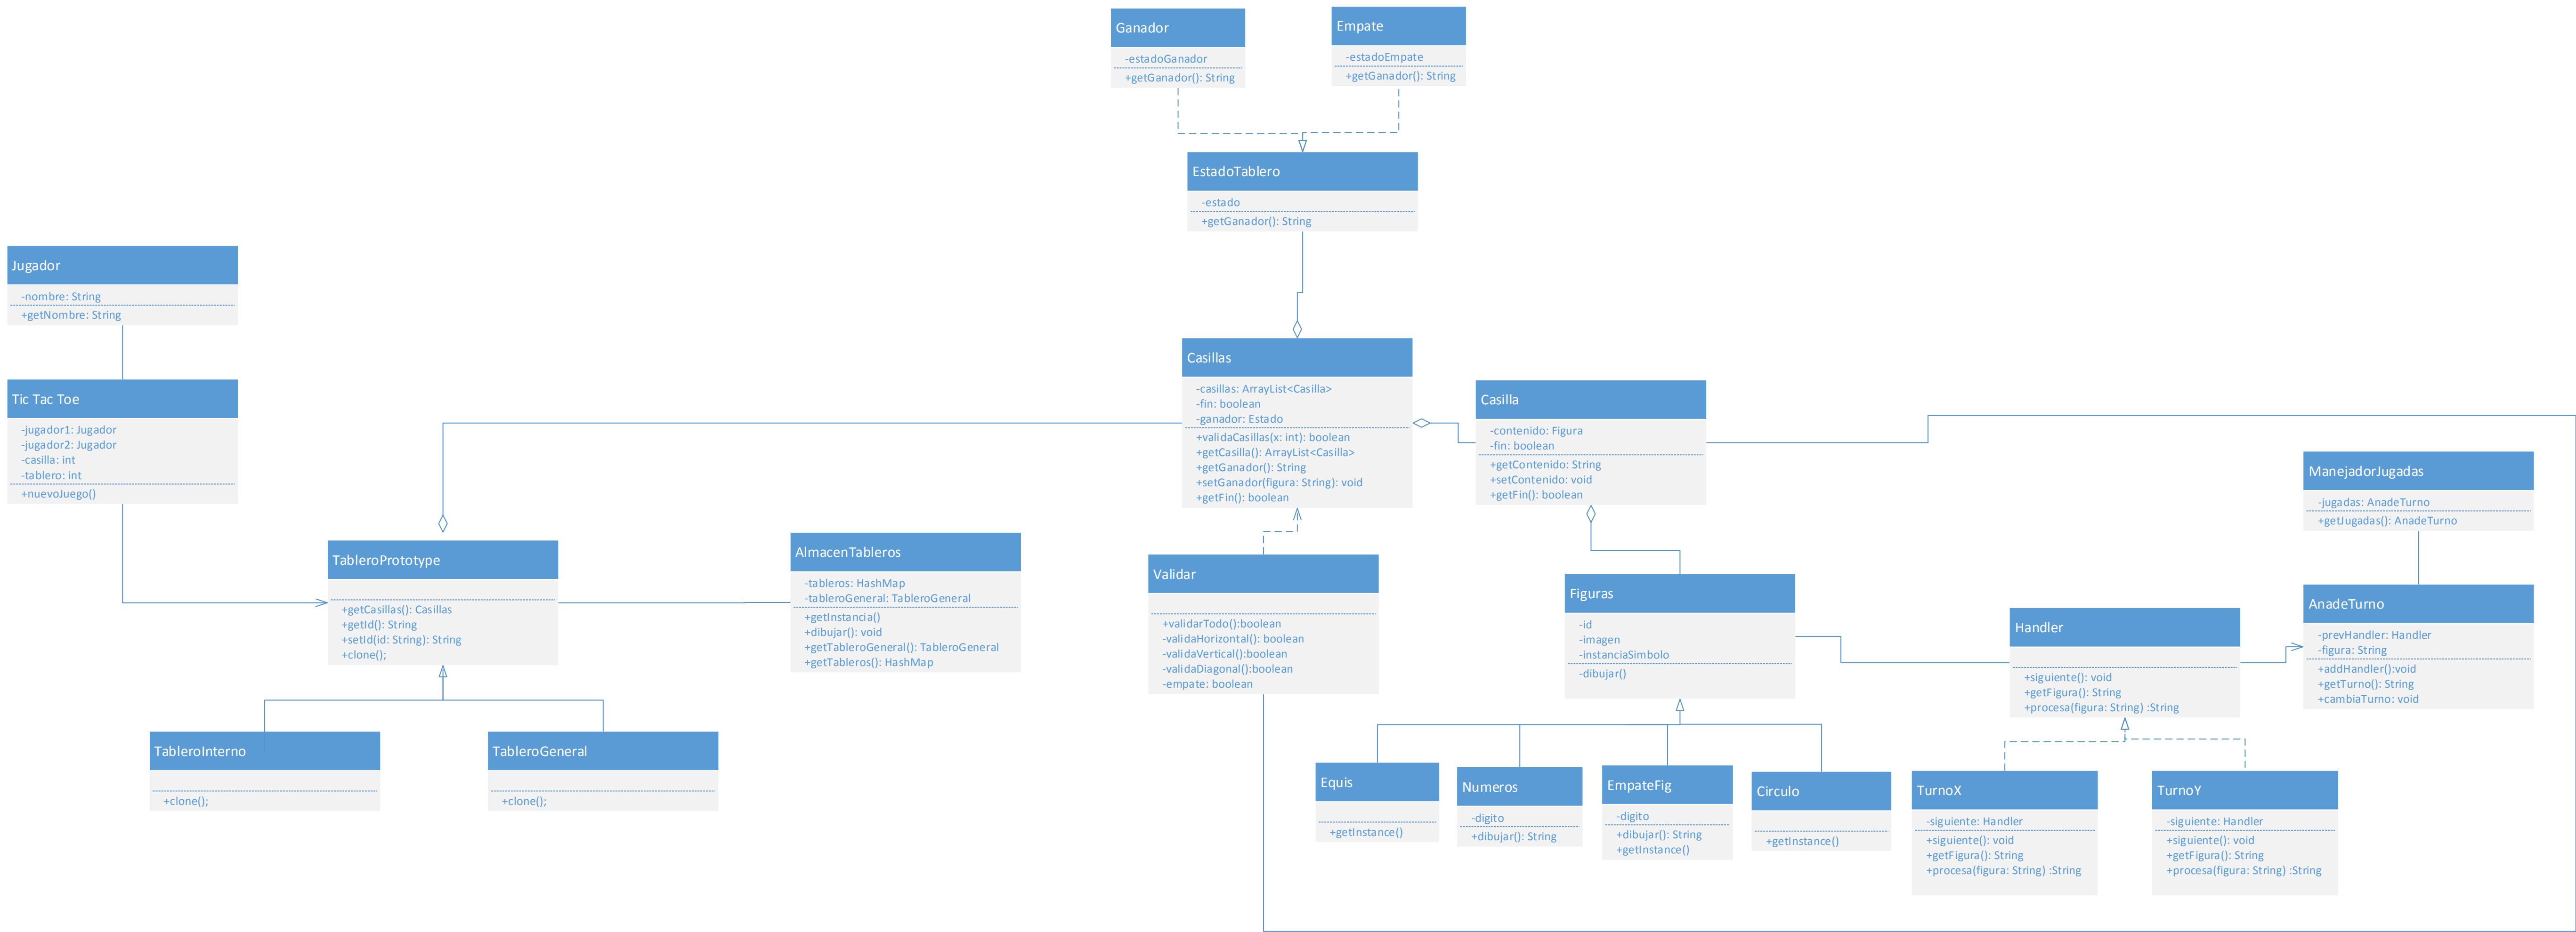 Ganador
-estadoGanador
+getGanador(): String
Empate
-estadoEmpate
+getGanador(): String
EstadoTablero
-estado
+getGanador(): String
Jugador
-nombre: String
+getNombre: String
Tic Tac Toe
-jugador1: Jugador
-jugador2: Jugador
-casilla: int
-tablero: int
+nuevoJuego()
Casillas
-casillas: ArrayList<Casilla>
-fin: boolean
-ganador: Estado
+validaCasillas(x: int): boolean
+getCasilla(): ArrayList<Casilla>
+getGanador(): String
+setGanador(figura: String): void
+getFin(): boolean
Casilla
-contenido: Figura
-fin: boolean
+getContenido: String
+setContenido: void
+getFin(): boolean
ManejadorJugadas
-jugadas: AnadeTurno
+getJugadas(): AnadeTurno
TableroPrototype
+getCasillas(): Casillas
+getId(): String
+setId(id: String): String
+clone();
AlmacenTableros
-tableros: HashMap
-tableroGeneral: TableroGeneral
+getInstancia()
+dibujar(): void
+getTableroGeneral(): TableroGeneral
+getTableros(): HashMap
Validar
+validarTodo():boolean
-validaHorizontal(): boolean
-validaVertical():boolean
-validaDiagonal():boolean
-empate: boolean
Figuras
-id
-imagen
-instanciaSimbolo
-dibujar()
Handler
+siguiente(): void
+getFigura(): String
+procesa(figura: String) :String
AnadeTurno
-prevHandler: Handler
-figura: String
+addHandler():void
+getTurno(): String
+cambiaTurno: void
TableroInterno
+clone();
TableroGeneral
+clone();
Equis
+getInstance()
Numeros
-digito
+dibujar(): String
EmpateFig
-digito
+dibujar(): String
+getInstance()
Circulo
+getInstance()
TurnoX
-siguiente: Handler
+siguiente(): void
+getFigura(): String
+procesa(figura: String) :String
TurnoY
-siguiente: Handler
+siguiente(): void
+getFigura(): String
+procesa(figura: String) :String